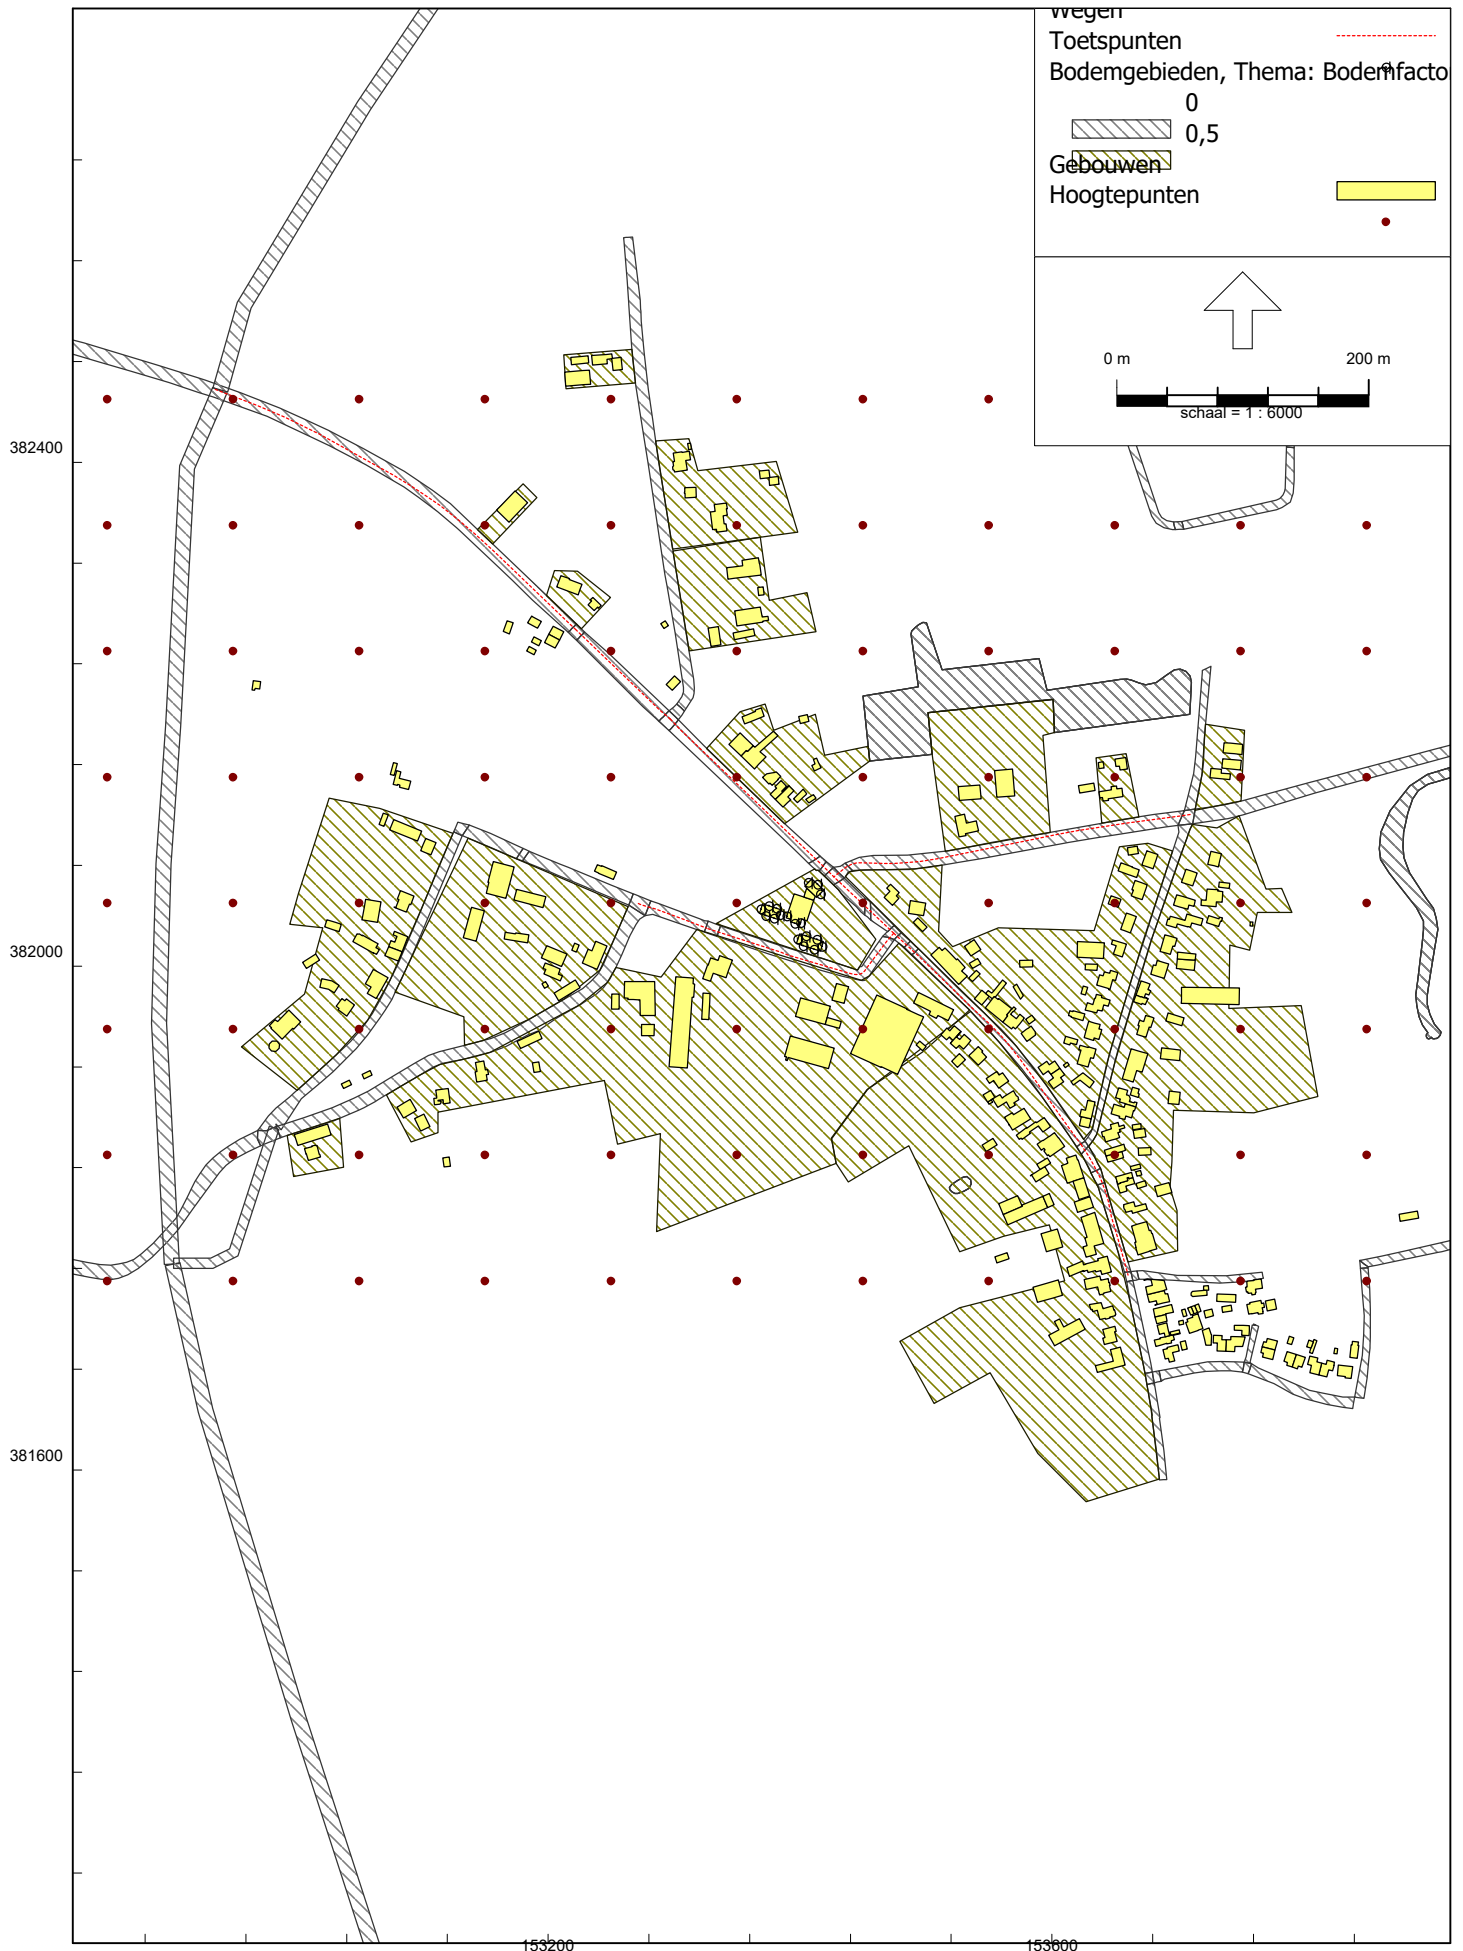 Wegen
Toetspunten
Bodemgebieden, Thema: Bodemfacto
0
0,5
Gebouwen
Hoogtepunten
0 m 200 m
schaal = 1 : 6000
382400
382000
381600
153200 153600